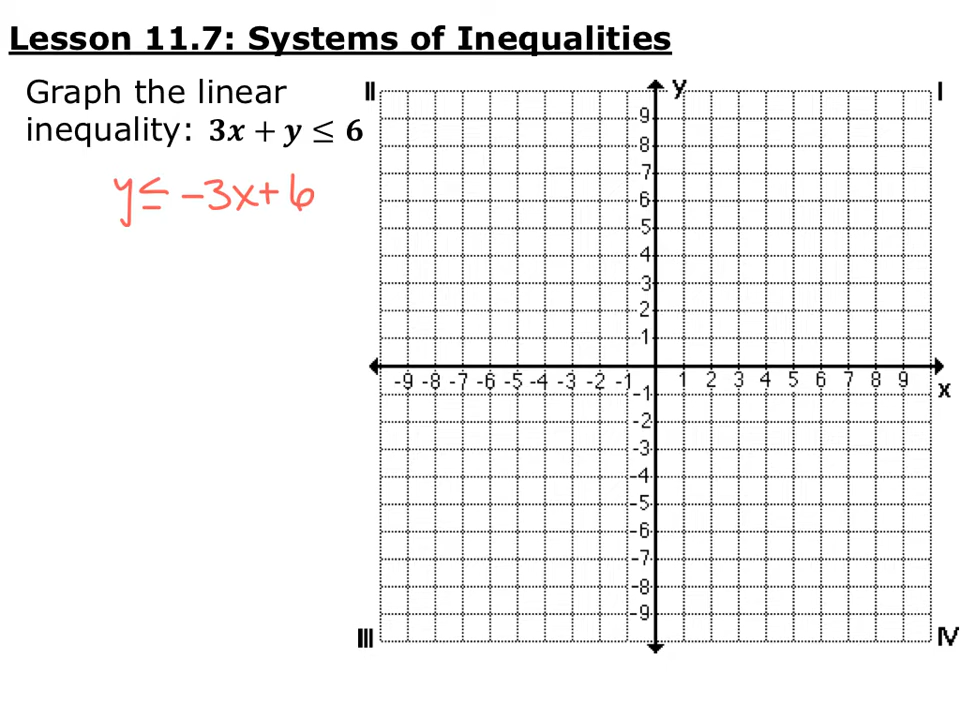 Lesson 11.7: Systems of Inequalities
Graph the linear
inequality: 3x + y ≤ 6
y ≤ -3x + 6
II
y
I
9
8
7
6
5
4
3
2
1
-9 -8 -7 -6 -5 -4 -3 -2 -1 1 2 3 4 5 6 7 8 9
x
-1
-2
-3
-4
-5
-6
-7
-8
-9
III
IV